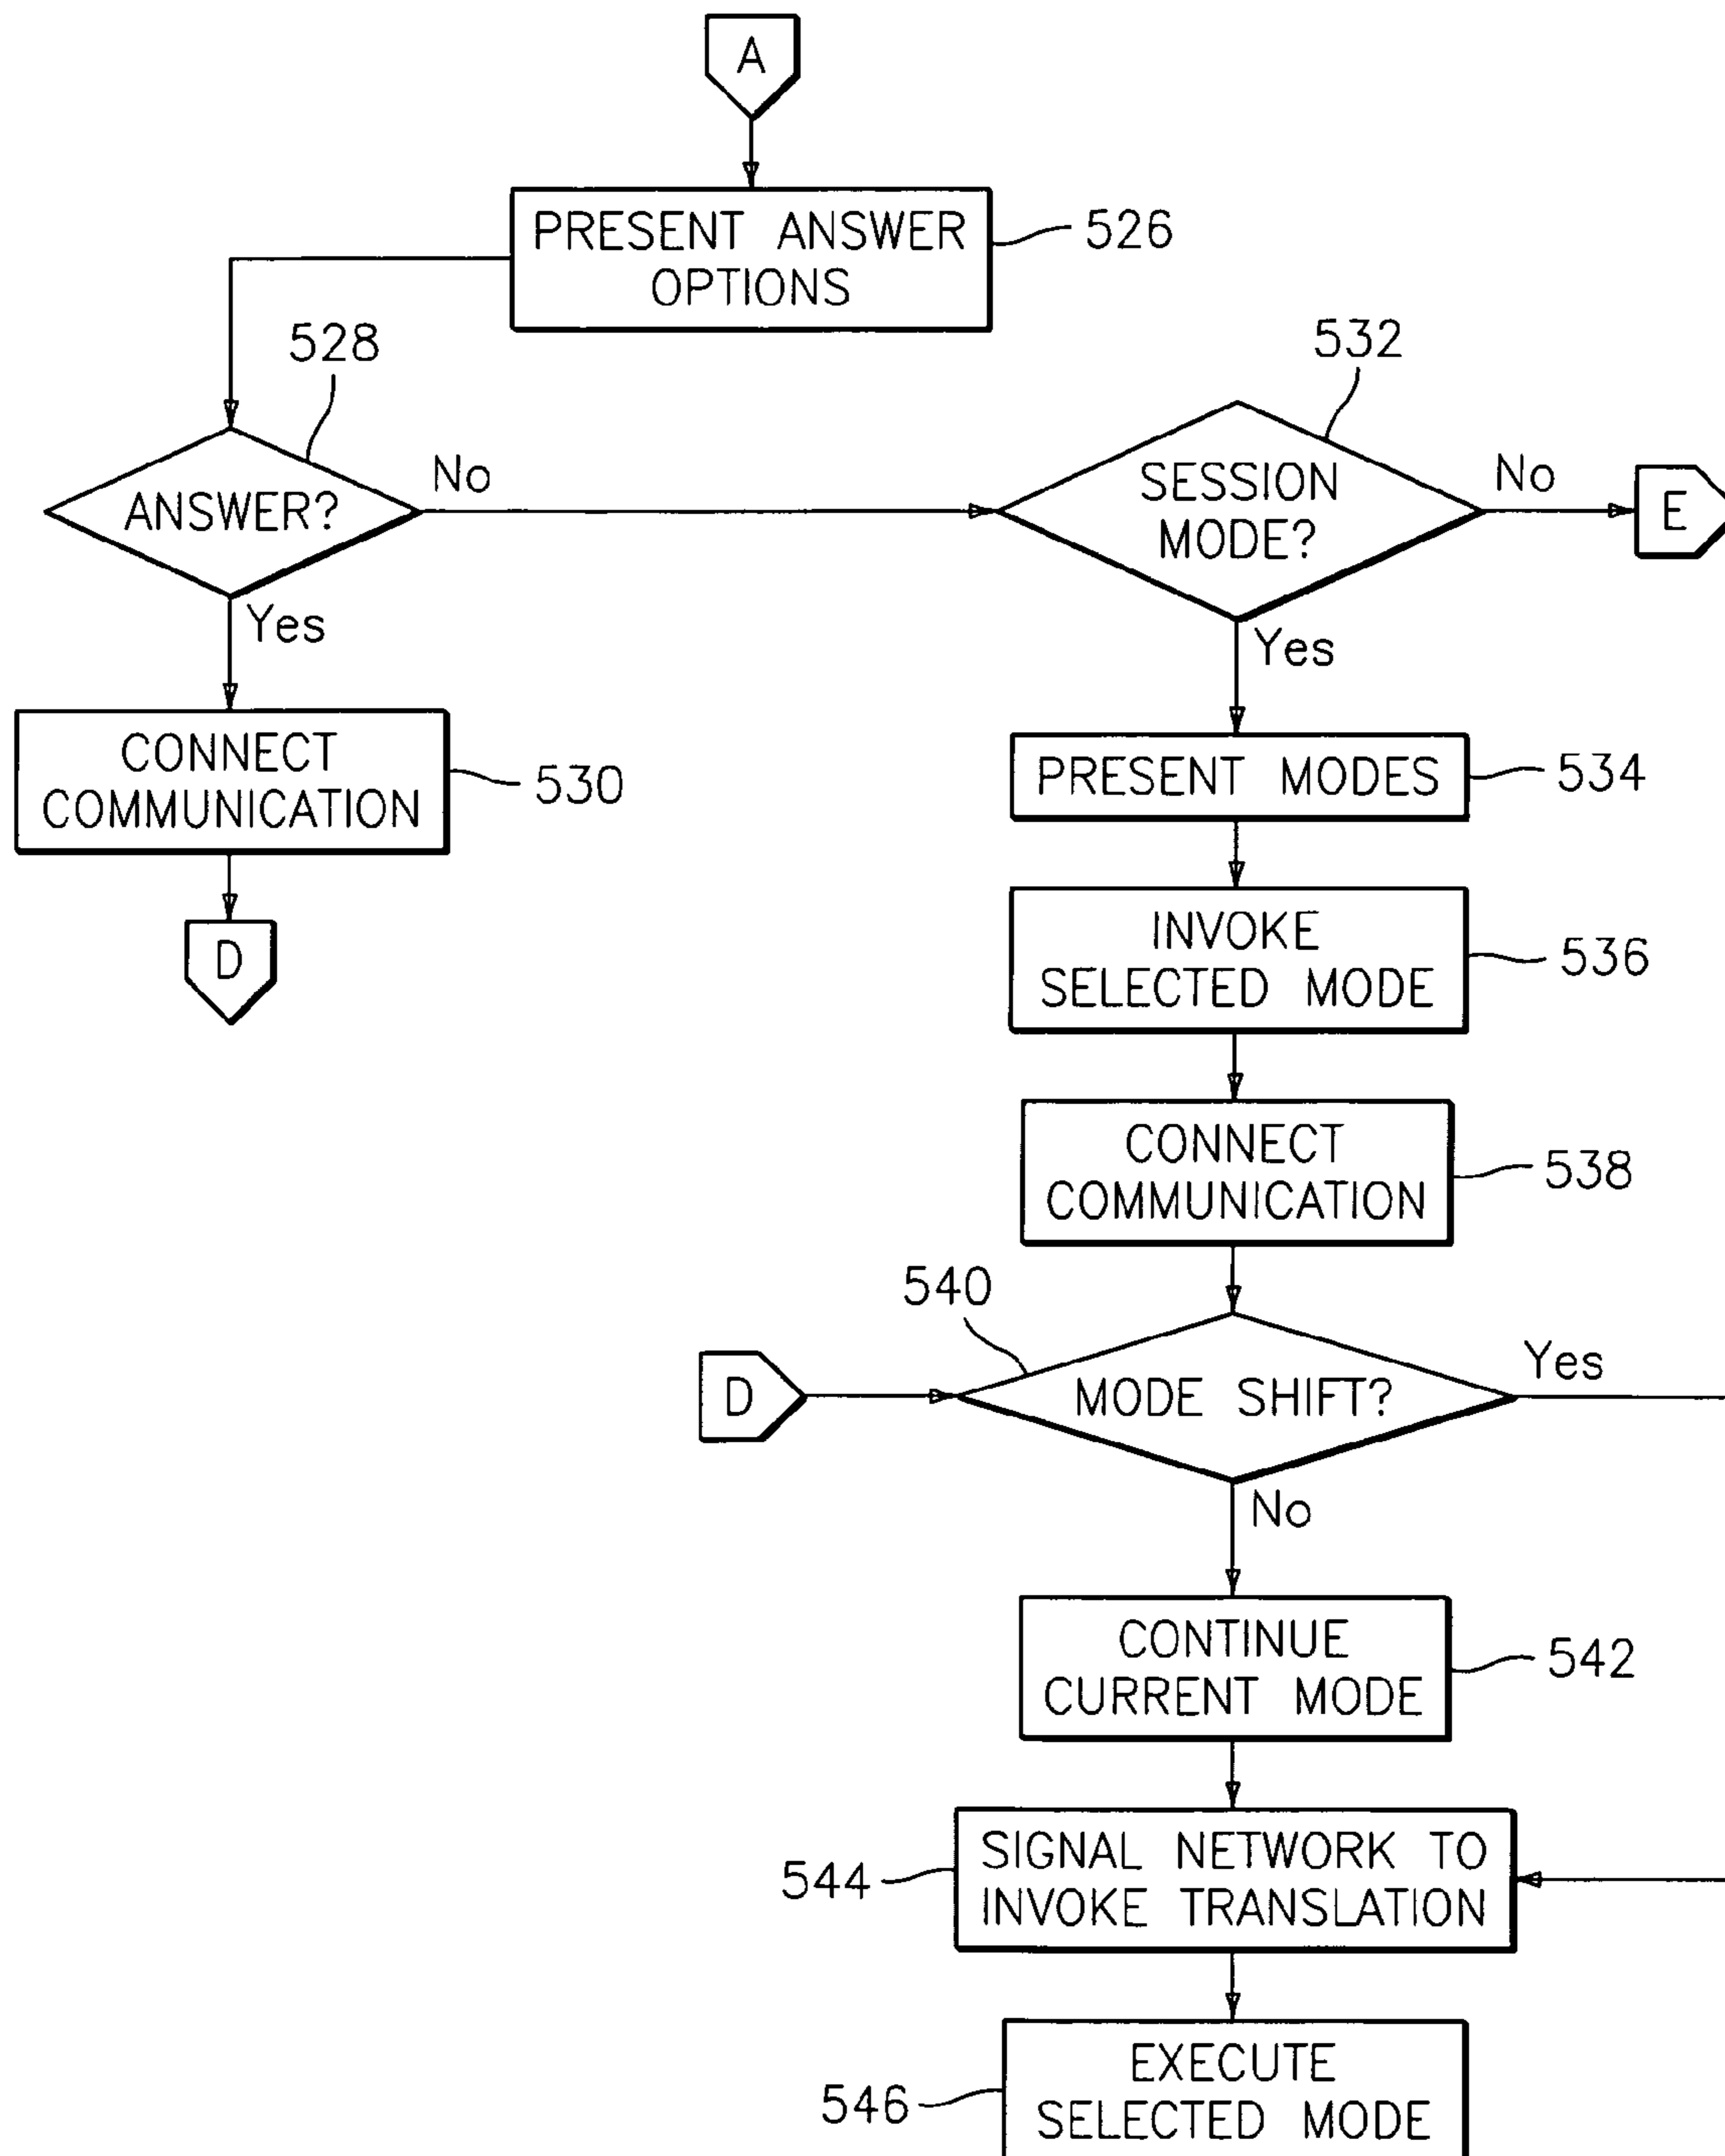 A
PRESENT ANSWER
OPTIONS
526
528
ANSWER?
No
Yes
532
SESSION
MODE?
No
E
Yes
CONNECT
COMMUNICATION
530
D
PRESENT MODES
534
INVOKE
SELECTED MODE
536
CONNECT
COMMUNICATION
538
540
D
MODE SHIFT?
Yes
No
CONTINUE
CURRENT MODE
542
544
SIGNAL NETWORK TO
INVOKE TRANSLATION
546
EXECUTE
SELECTED MODE